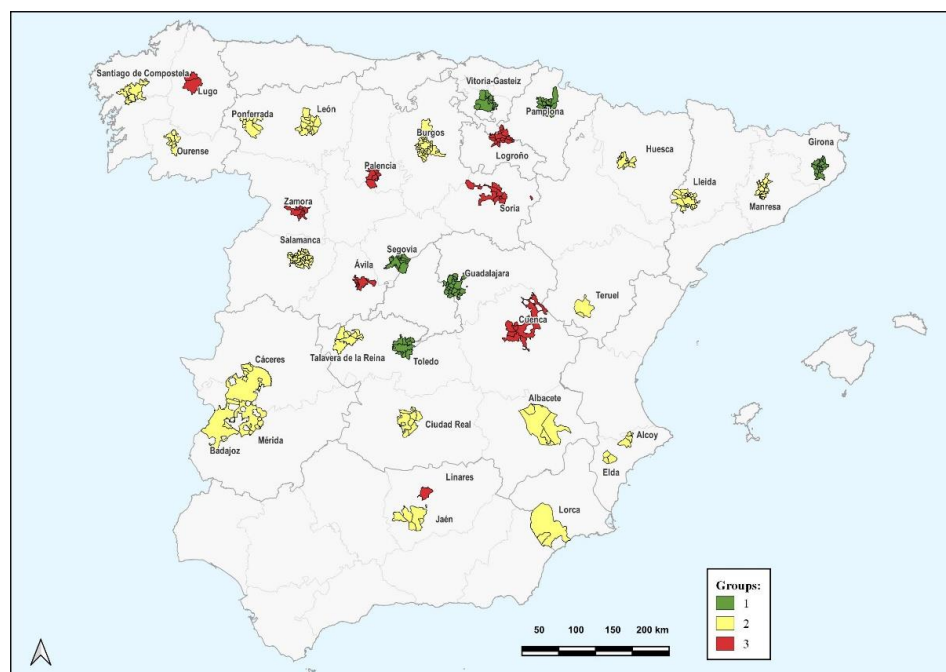 Santiago de Compostela
Lugo
Ourense
Ponferrada
León
Burgos
Vitoria-Gasteiz
Pamplona
Logroño
Palencia
Soria
Zamora
Salamanca
Ávila
Segovia
Guadalajara
Huesca
Lleida
Manresa
Girona
Teruel
Cuenca
Talavera de la Reina
Toledo
Cáceres
Mérida
Badajoz
Ciudad Real
Albacete
Alcoy
Elda
Linares
Jaén
Lorca
Groups:
1
2
3
50 100 150 200 km